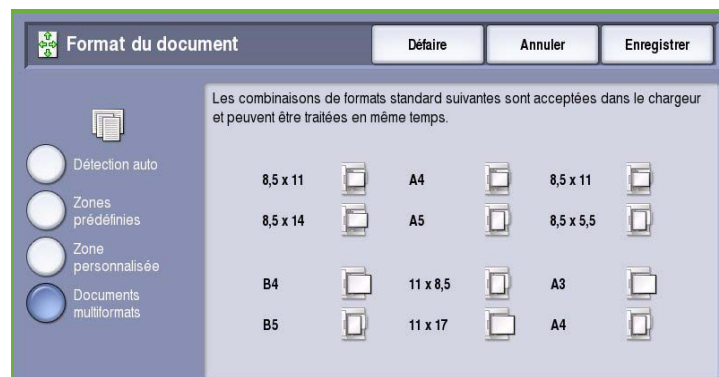 Format du document
Défaire
Annuler
Enregistrer
Les combinaisons de formats standard suivantes sont acceptées dans le chargeur
et peuvent être traitées en même temps.
Détection auto
Zones
prédéfinies
Zone
personnalisée
Documents
multiformats
8,5 x 11
A4
8,5 x 11
8,5 x 14
A5
8,5 x 5,5
B4
11 x 8,5
A3
B5
11 x 17
A4